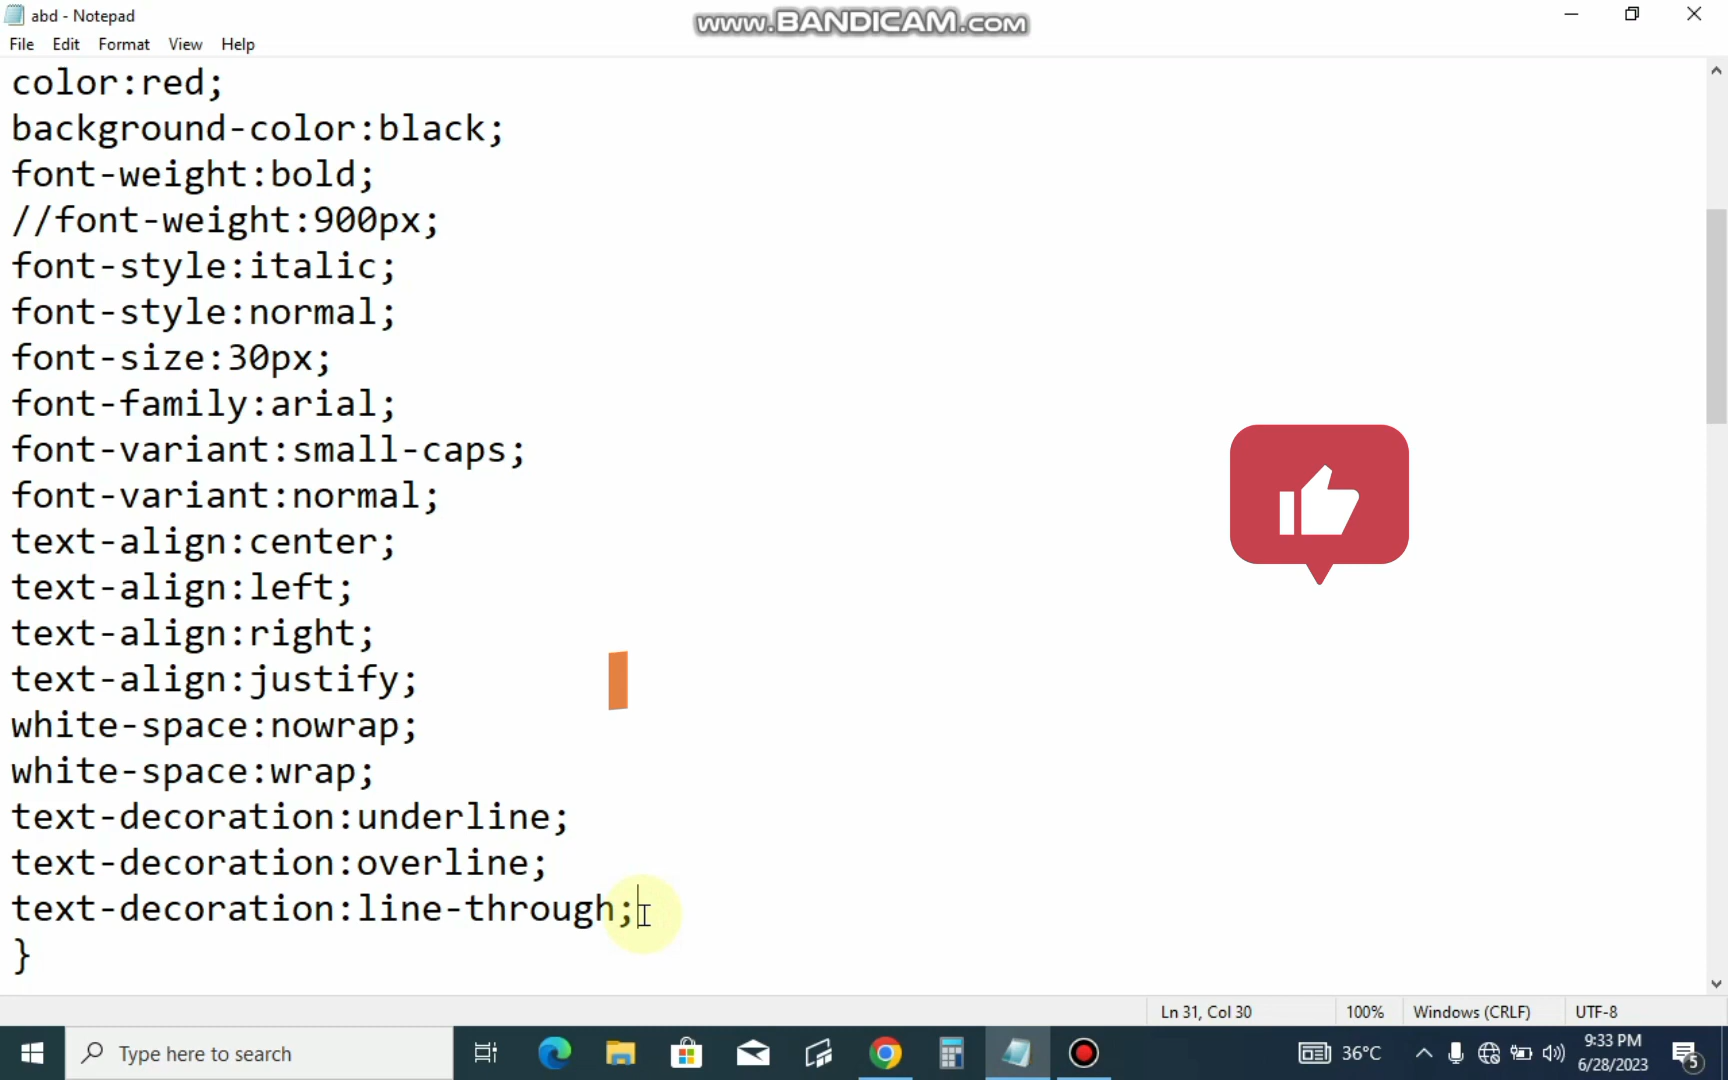 abd - Notepad
www.BANDICAM.com
File Edit Format View Help
color:red;
background-color:black;
font-weight:bold;
//font-weight:900px;
font-style:italic;
font-style:normal;
font-size:30px;
font-family:arial;
font-variant:small-caps;
font-variant:normal;
text-align:center;
text-align:left;
text-align:right;
text-align:justify;
white-space:nowrap;
white-space:wrap;
text-decoration:underline;
text-decoration:overline;
text-decoration:line-through;
}
Ln 31, Col 30 100% Windows (CRLF) UTF-8
Type here to search
36°C
9:33 PM
6/28/2023
5